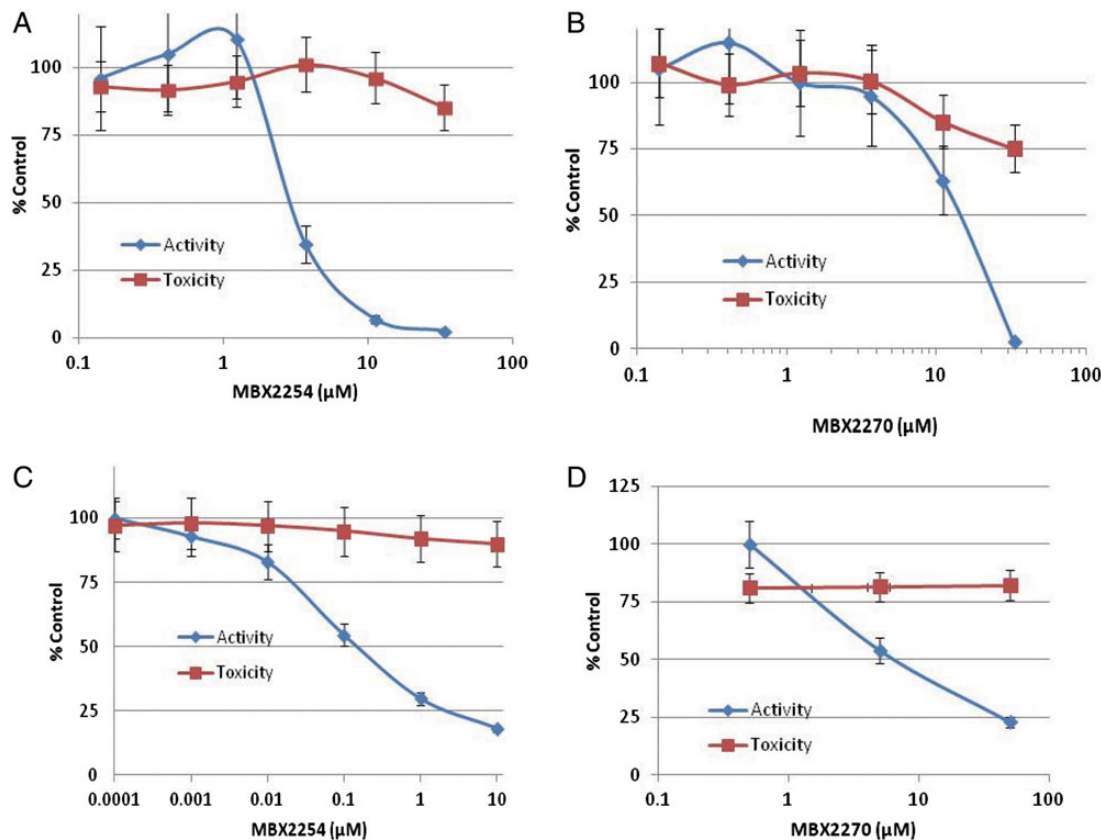 A
100
75
50
25
0
% Control
Activity
Toxicity
0.1 1 10 100
MBX2254 (µM)
B
100
75
50
25
0
% Control
Activity
Toxicity
0.1 1 10 100
MBX2270 (µM)
C
100
75
50
25
0
% Control
Activity
Toxicity
0.0001 0.001 0.01 0.1 1 10
MBX2254 (µM)
D
125
100
75
50
25
0
% Control
Activity
Toxicity
0.1 1 10 100
MBX2270 (µM)